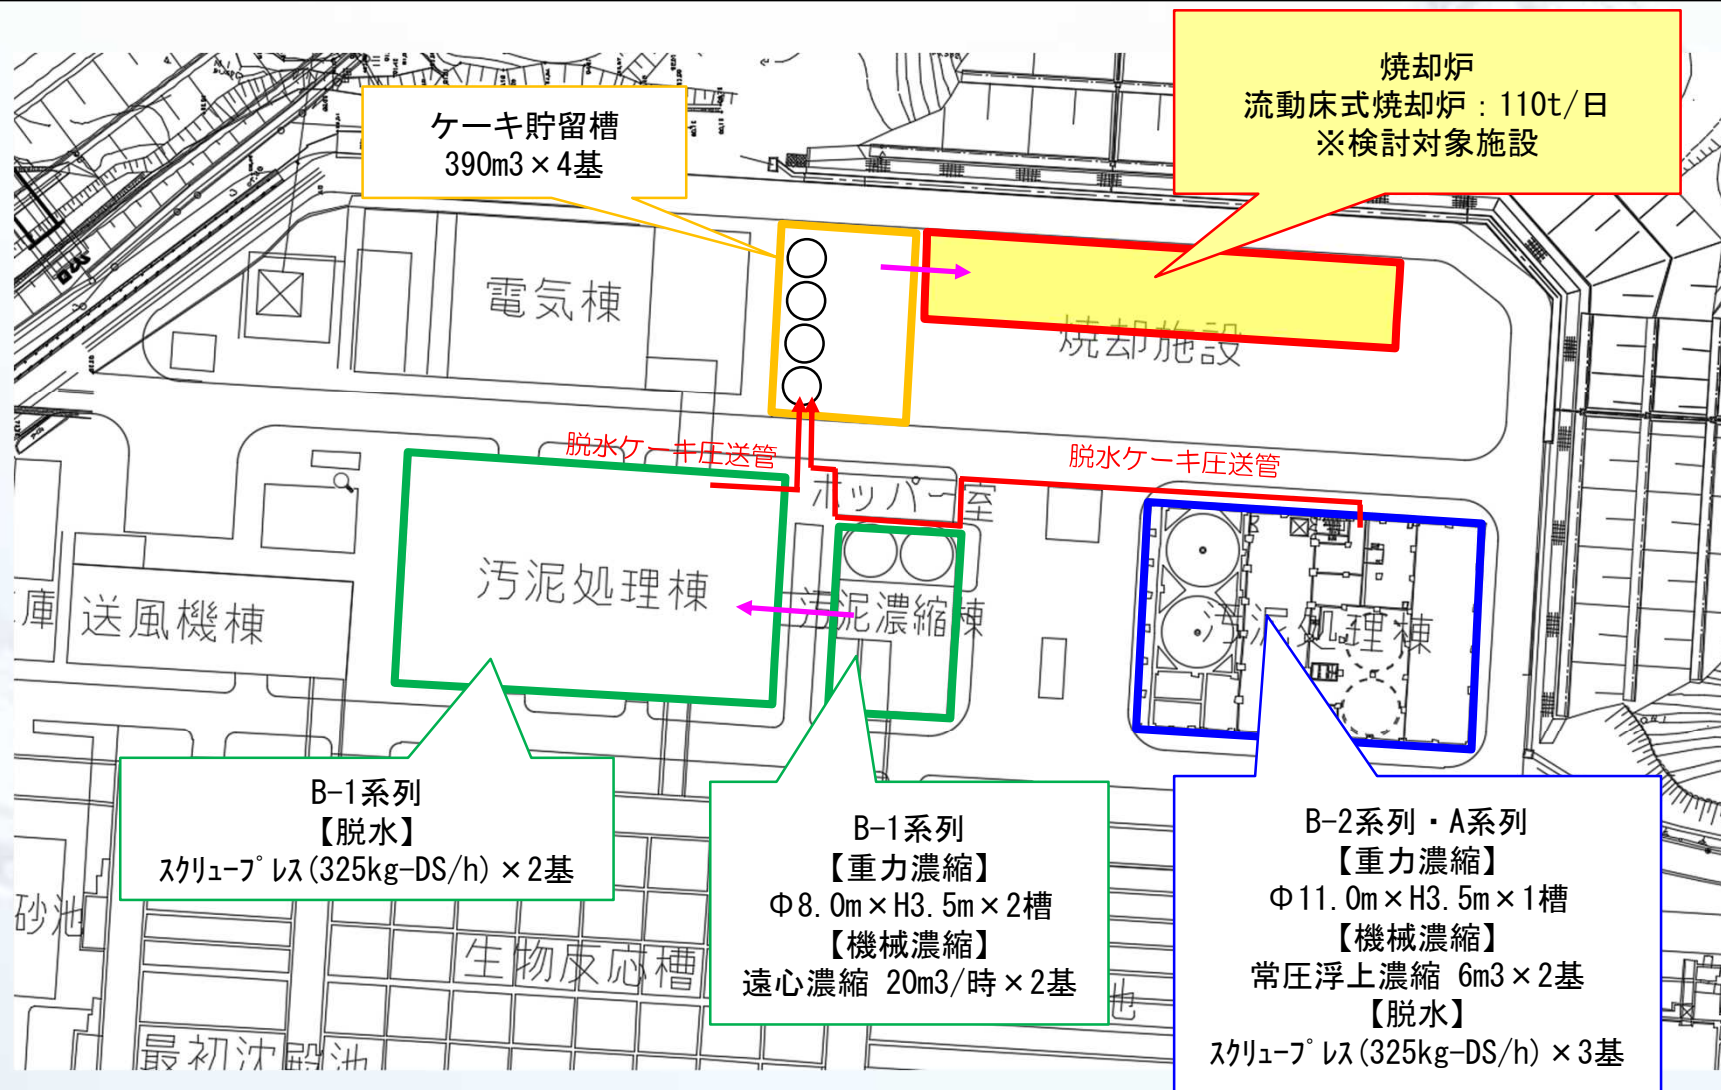 焼却炉
流動床式焼却炉：110t/日
※検討対象施設
ケーキ貯留槽
390m3×4基
電気棟
焼却施設
脱水ケーキ圧送管
脱水ケーキ圧送管
ホッパー室
汚泥処理棟
汚泥濃縮棟
汚泥処理棟
庫
送風機棟
B-1系列
【脱水】
スクリュープレス(325kg-DS/h)×2基
B-1系列
【重力濃縮】
Φ8.0m×H3.5m×2槽
【機械濃縮】
遠心濃縮 20m3/時×2基
B-2系列・A系列
【重力濃縮】
Φ11.0m×H3.5m×1槽
【機械濃縮】
常圧浮上濃縮 6m3×2基
【脱水】
スクリュープレス(325kg-DS/h)×3基
砂池
生物反応槽
池
最初沈殿池